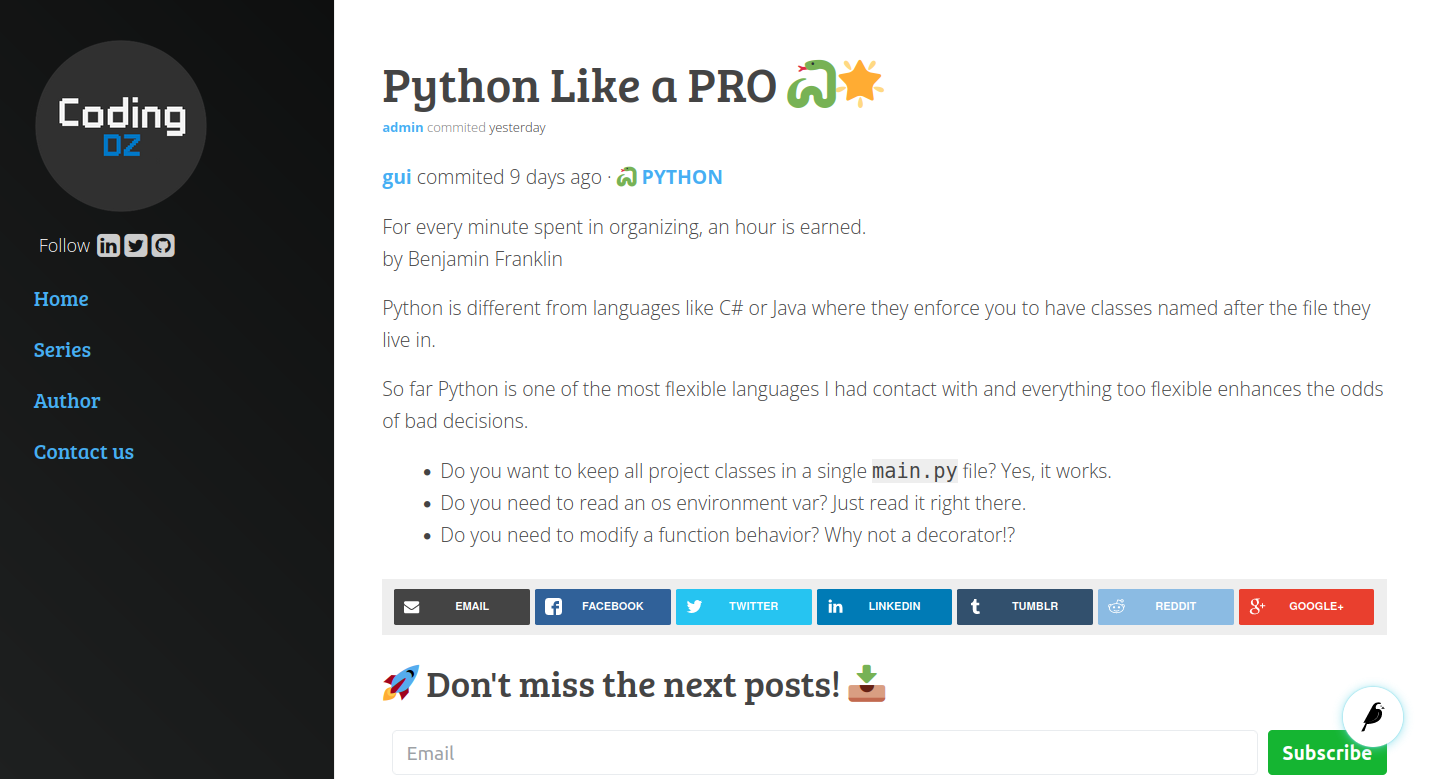 Coding
DZ
Follow
Home
Series
Author
Contact us
Python Like a PRO
admin commited yesterday
gui commited 9 days ago · PYTHON
For every minute spent in organizing, an hour is earned.
by Benjamin Franklin
Python is different from languages like C# or Java where they enforce you to have classes named after the file they
live in.
So far Python is one of the most flexible languages I had contact with and everything too flexible enhances the odds
of bad decisions.
• Do you want to keep all project classes in a single main.py file? Yes, it works.
• Do you need to read an os environment var? Just read it right there.
• Do you need to modify a function behavior? Why not a decorator!?
EMAIL FACEBOOK TWITTER LINKEDIN TUMBLR REDDIT GOOGLE+
Don't miss the next posts!
Email Subscribe